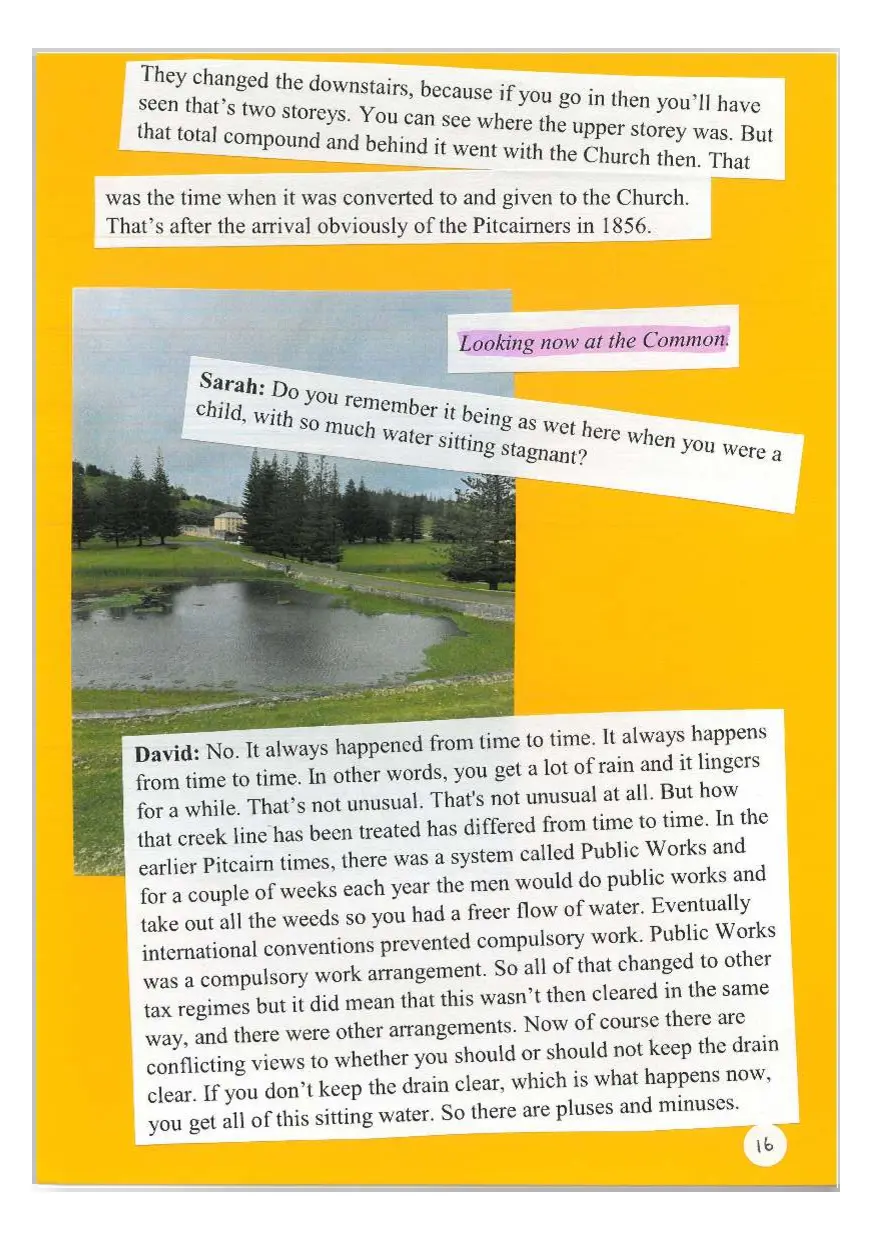 They changed the downstairs, because if you go in then you'll have
seen that's two storeys. You can see where the upper storey was. But
that total compound and behind it went with the Church then. That
was the time when it was converted to and given to the Church.
That's after the arrival obviously of the Pitcairners in 1856.
Looking now at the Common.
Sarah: Do you remember it being as wet here when you were a
child, with so much water sitting stagnant?
David: No. It always happened from time to time. It always happens
from time to time. In other words, you get a lot of rain and it lingers
for a while. That's not unusual. That's not unusual at all. But how
that creek line has been treated has differed from time to time. In the
earlier Pitcairn times, there was a system called Public Works and
for a couple of weeks each year the men would do public works and
take out all the weeds so you had a freer flow of water. Eventually
international conventions prevented compulsory work. Public Works
was a compulsory work arrangement. So all of that changed to other
tax regimes but it did mean that this wasn't then cleared in the same
way, and there were other arrangements. Now of course there are
conflicting views to whether you should or should not keep the drain
clear. If you don't keep the drain clear, which is what happens now,
you get all of this sitting water. So there are pluses and minuses.
16